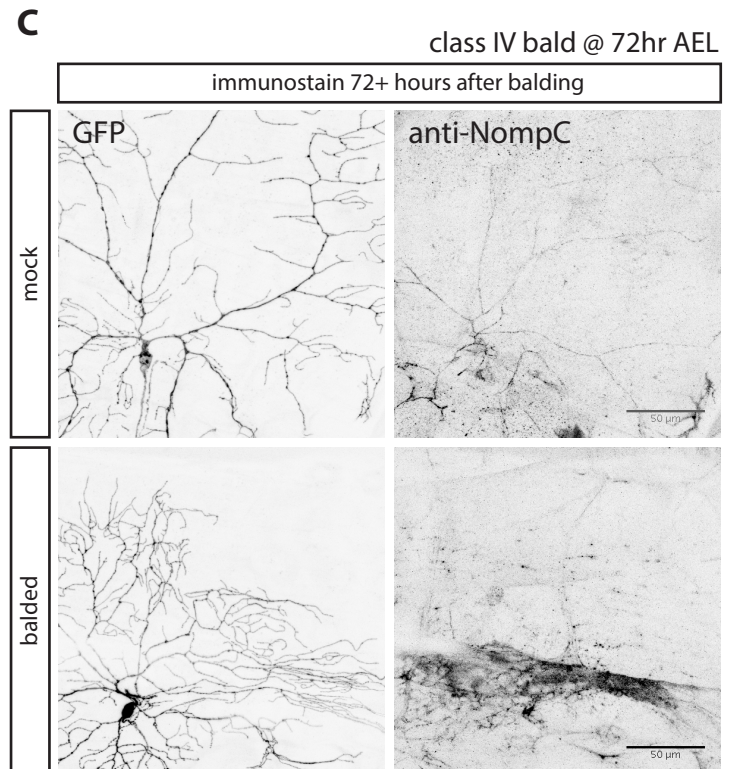 C
class IV bald @ 72hr AEL
immunostain 72+ hours after balding
GFP
anti-NompC
mock
50 μm
balded
50 μm